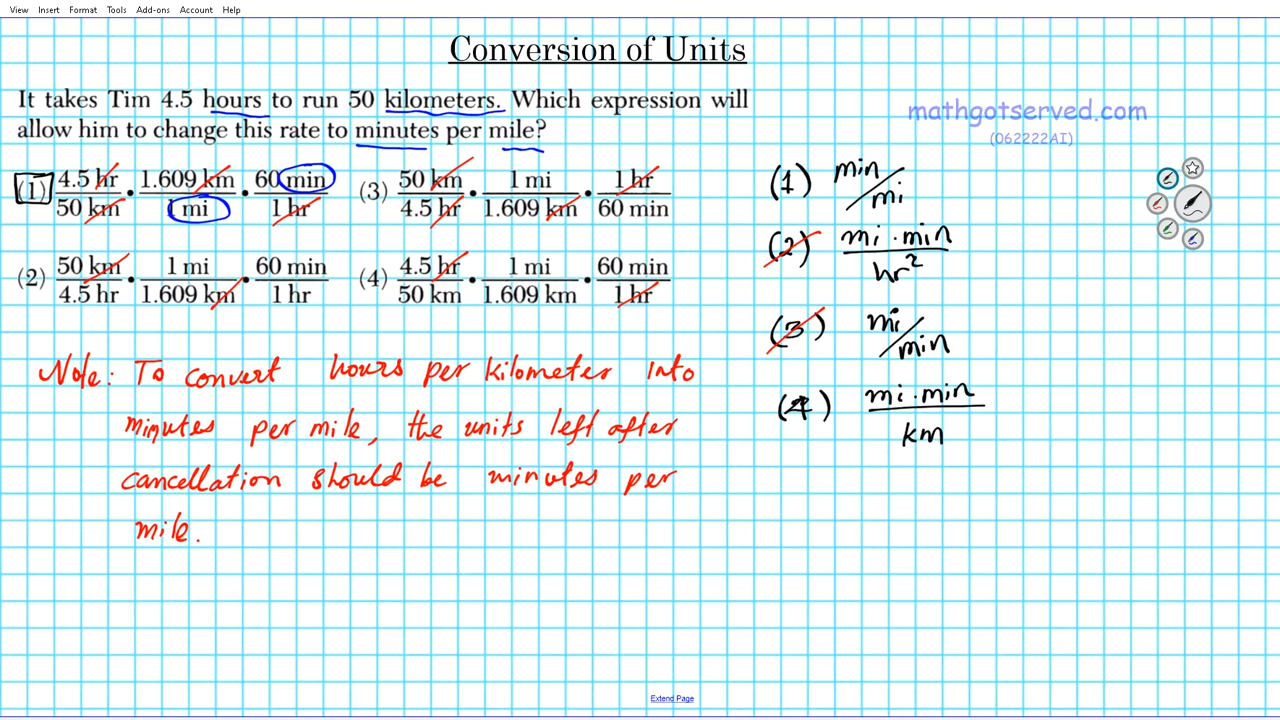 View Insert Format Tools Add-ons Account Help
Conversion of Units
It takes Tim 4.5 hours to run 50 kilometers. Which expression will
allow him to change this rate to minutes per mile?
mathgotserved.com
(062222AI)
(1) 4.5 hr/50 km • 1.609 km/1 mi • 60 min/1 hr
(3) 50 km/4.5 hr • 1 mi/1.609 km • 1 hr/60 min
(2) 50 km/4.5 hr • 1 mi/1.609 km • 60 min/1 hr
(4) 4.5 hr/50 km • 1 mi/1.609 km • 60 min/1 hr
(1) min/mi
(2) mi · min/hr²
(3) mi/min
(4) mi · min/km
Note: To convert hours per kilometer into
minutes per mile, the units left after
cancellation should be minutes per
mile.
Extend Page